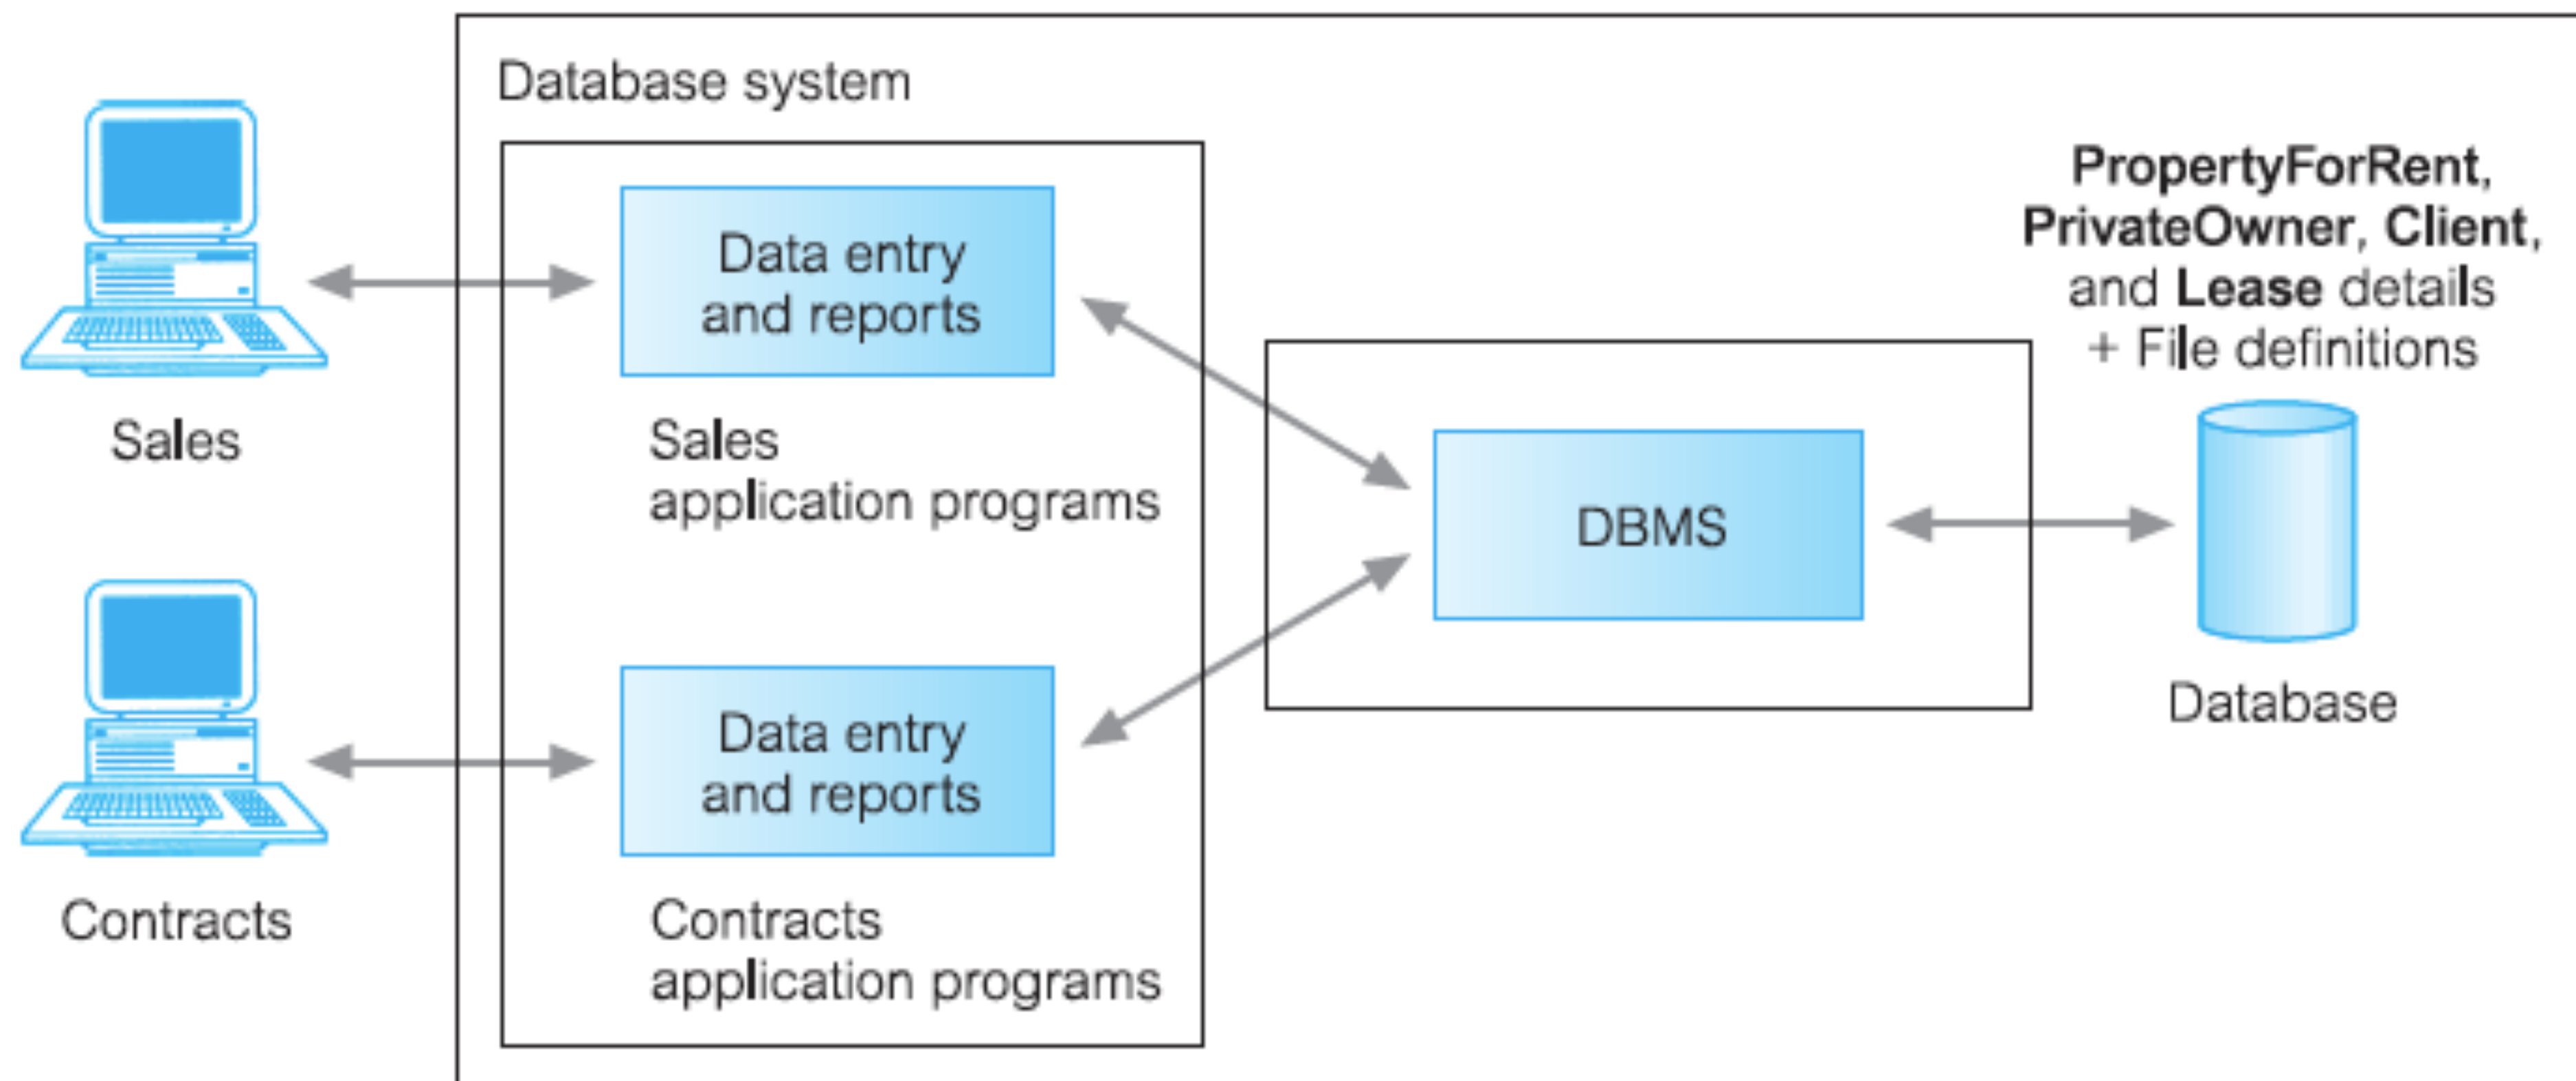 Database system
PropertyForRent,
PrivateOwner, Client,
and Lease details
+ File definitions
Data entry
and reports
Sales
Sales
application programs
DBMS
Database
Data entry
and reports
Contracts
Contracts
application programs